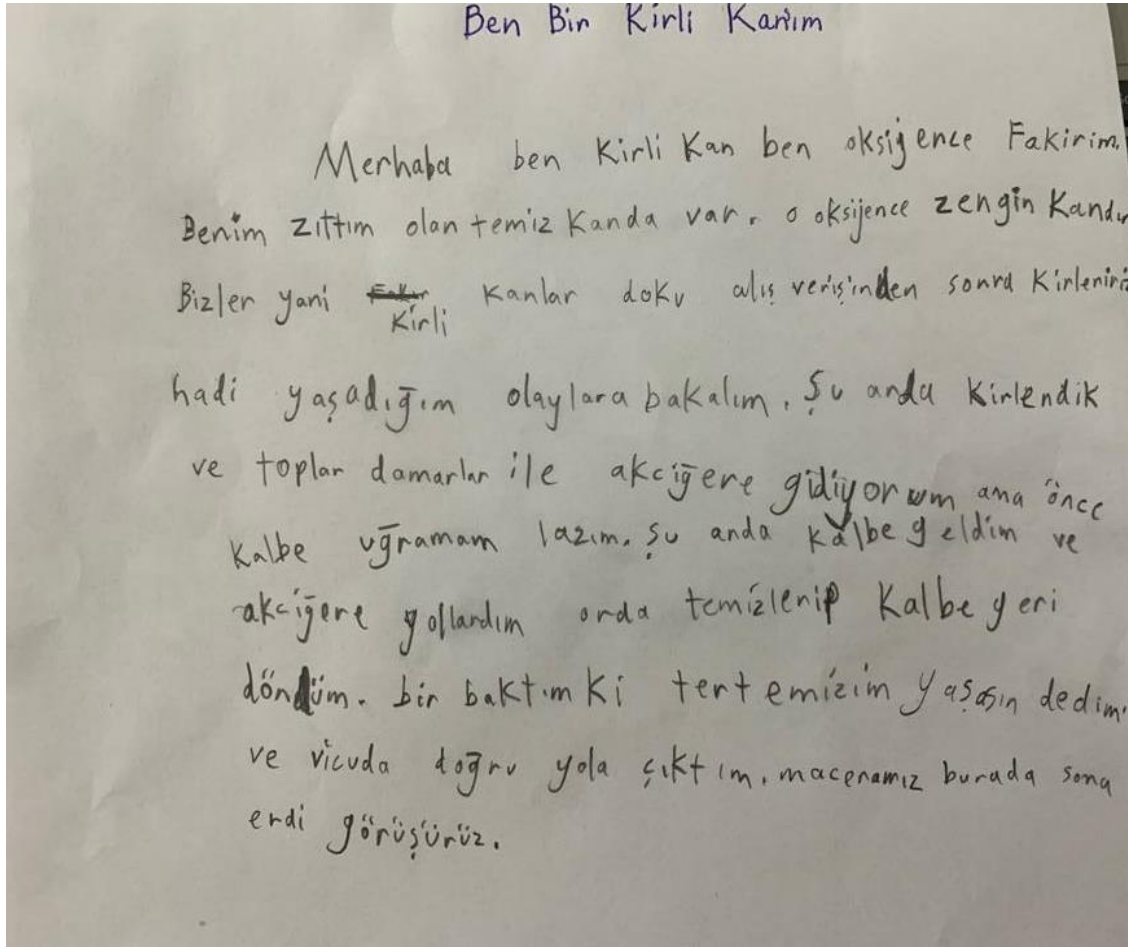 Ben Bin Kirli Kanım
Merhaba ben Kirli Kan ben oksijence Fakirim.
Benim zıttım olan temiz Kanda var. o oksijence zengin Kandır
Bizler yani Kirli Kanlar doku alış verişinden sonra Kirleniriz
hadi yaşadığım olaylara bakalım. Şu anda Kirlendik
ve toplar damarlar ile akciğere gidiyorum ama önce
Kalbe uğramam lazım. Şu anda kalbe geldim ve
akciğere yollandım orda temizlenip Kalbe geri
döndüm. bir baktım Ki tertemizim yaşasın dedim.
ve vicuda doğru yola çıktım. maceramız burada sona
erdi görüşürüz.